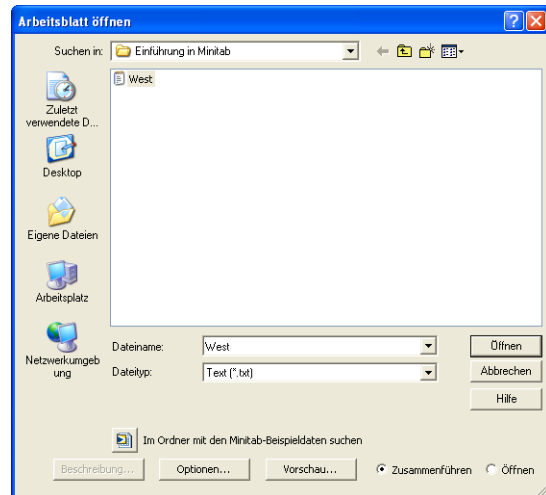 Arbeitsblatt öffnen
Suchen in:
Einführung in Minitab
West
Zuletzt
verwendete D...
Desktop
Eigene Dateien
Arbeitsplatz
Netzwerkumgeb
ung
Dateiname:
West
Öffnen
Dateityp:
Text (*.txt)
Abbrechen
Hilfe
Im Ordner mit den Minitab-Beispieldaten suchen
Beschreibung...
Optionen...
Vorschau...
Zusammenführen
Öffnen